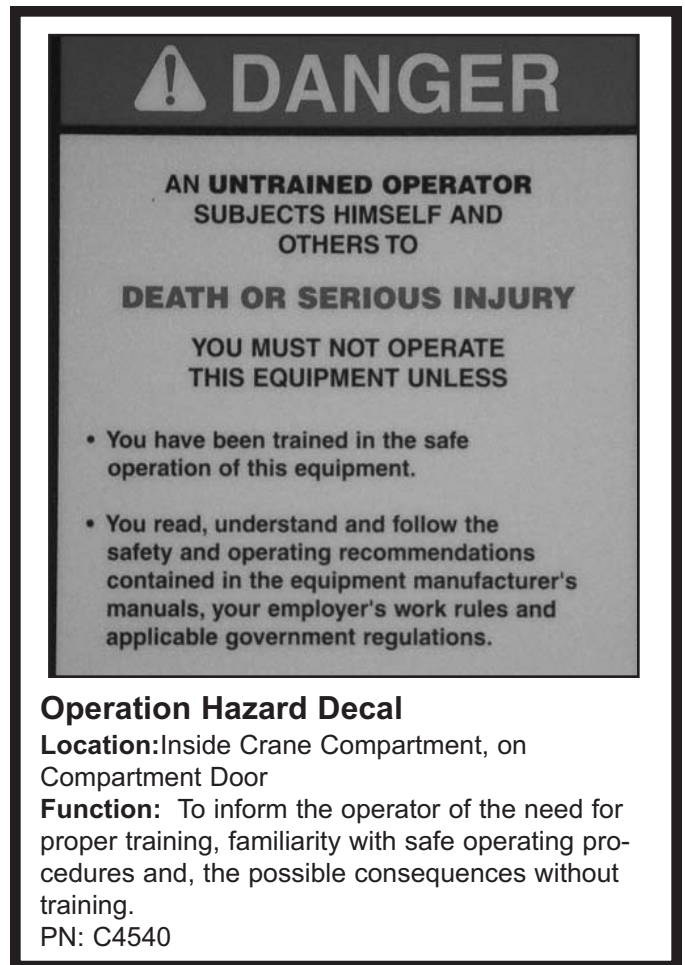 DANGER
AN UNTRAINED OPERATOR
SUBJECTS HIMSELF AND
OTHERS TO
DEATH OR SERIOUS INJURY
YOU MUST NOT OPERATE
THIS EQUIPMENT UNLESS
• You have been trained in the safe
operation of this equipment.
• You read, understand and follow the
safety and operating recommendations
contained in the equipment manufacturer's
manuals, your employer's work rules and
applicable government regulations.
Operation Hazard Decal
Location:Inside Crane Compartment, on
Compartment Door
Function: To inform the operator of the need for
proper training, familiarity with safe operating pro-
cedures and, the possible consequences without
training.
PN: C4540